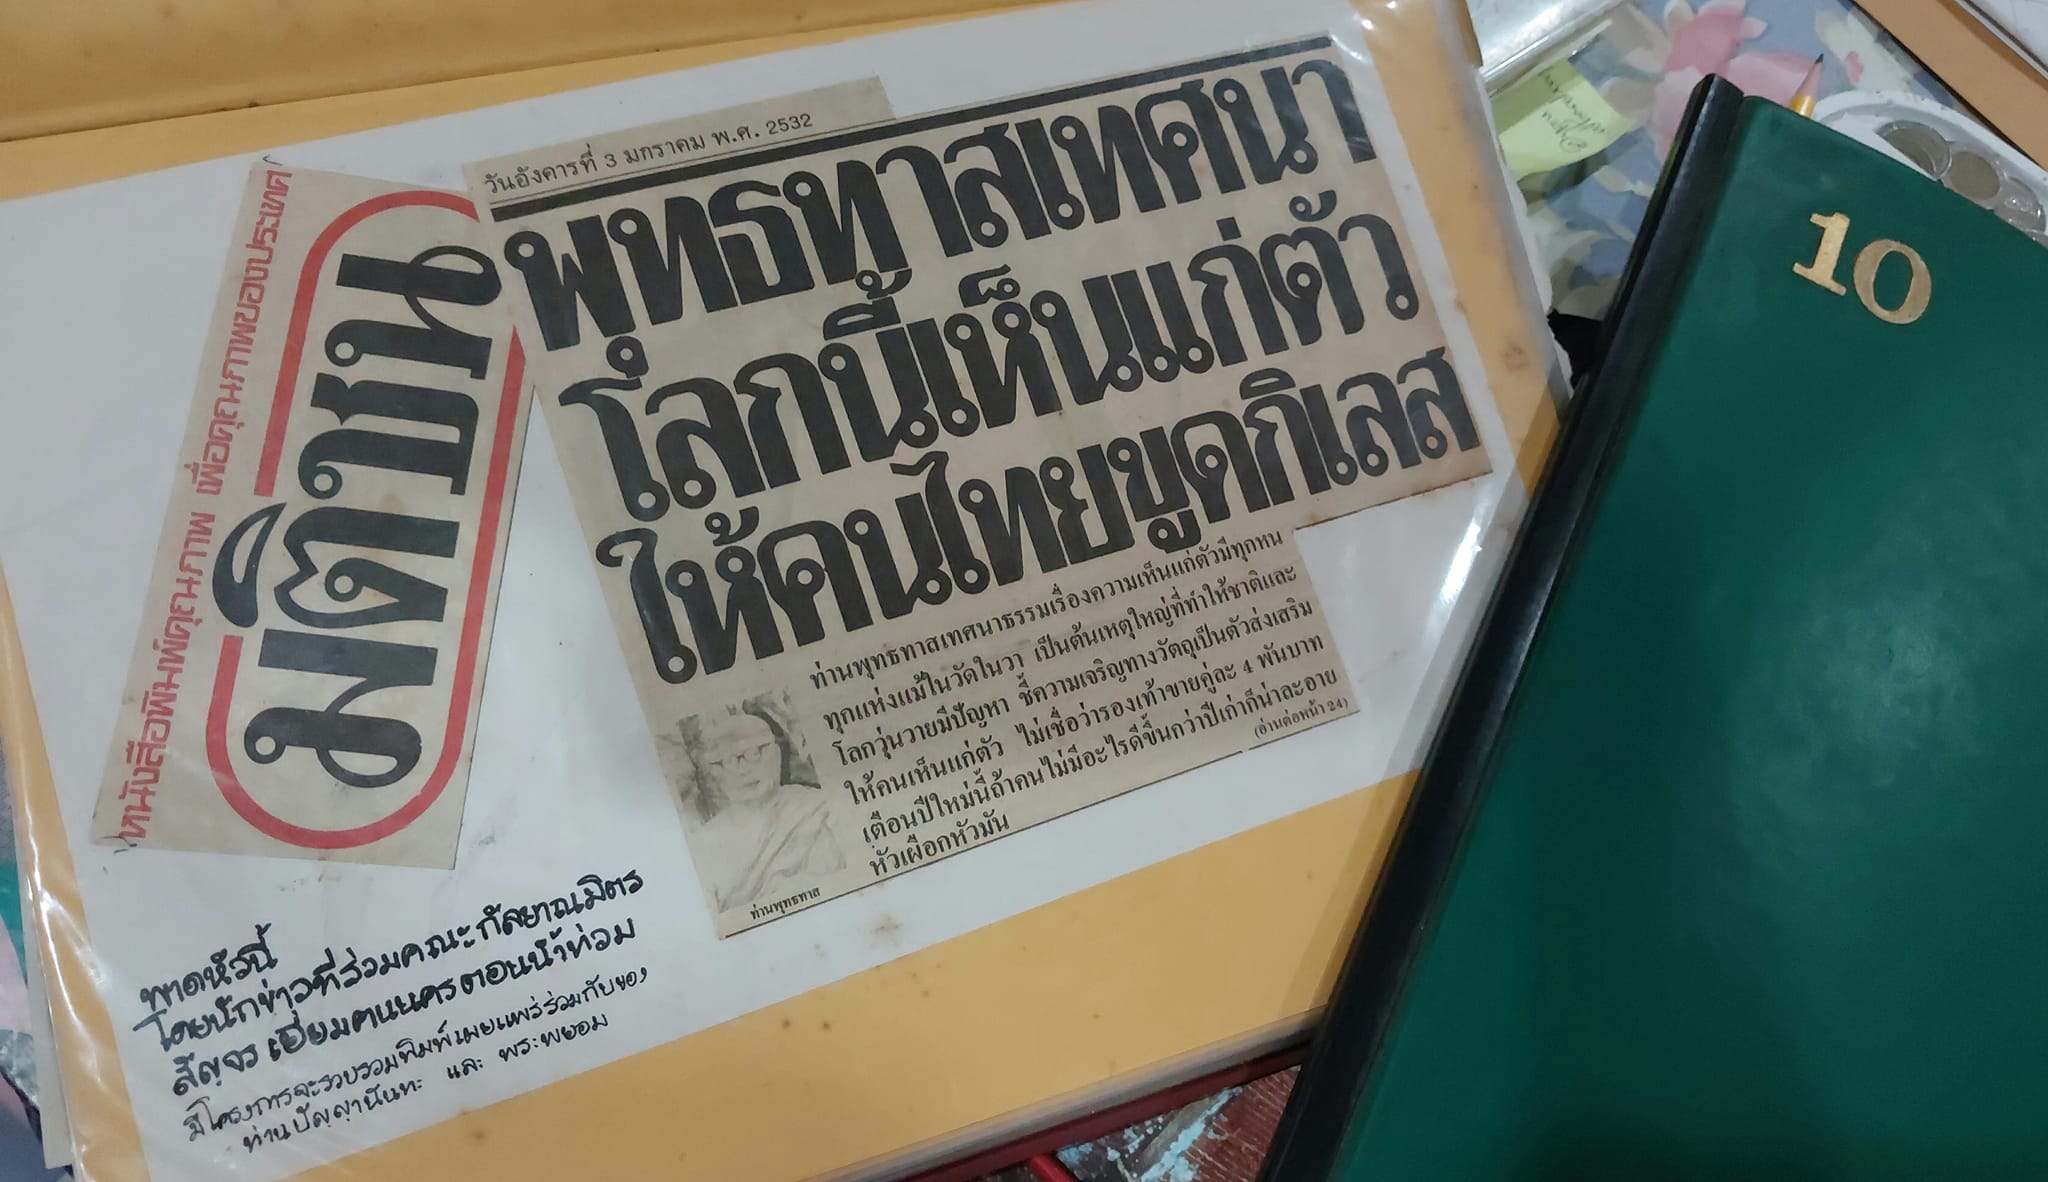 หนังสือพิมพ์คุณภาพ เพื่อคุณภาพของประเทศ
มติชน
วันอังคารที่ 3 มกราคม พ.ศ. 2532
พุทธทาสเทศนา
โลกนี้เห็นแก่ตัว
ให้คนไทยขูดกิเลส
ท่านพุทธทาสเทศนาธรรมเรื่องความเห็นแก่ตัวมีทุกหน
ทุกแห่งแม้ในวัดในวา เป็นต้นเหตุใหญ่ที่ทำให้ชาติและ
โลกวุ่นวายมีปัญหา ชี้ความเจริญทางวัตถุเป็นตัวส่งเสริม
ให้คนเห็นแก่ตัว ไม่เชื่อว่ารองเท้าขายคู่ละ 4 พันบาท
เตือนปีใหม่นี้ถ้าคนไม่มีอะไรดีขึ้นกว่าปีเก่าก็น่าละอาย
หัวเผือกหัวมัน
(อ่านต่อหน้า 24)
ท่านพุทธทาส
พาดหัวนี้
โดยนักข่าวที่ร่วมคณะกัลยาณมิตร
สัญจร เยี่ยมคนนครตอนน้ำท่วม
มีโครงการจะรวบรวมพิมพ์เผยแพร่ร่วมกับของ
ท่านปัญญานันทะ และ พระพยอม
10